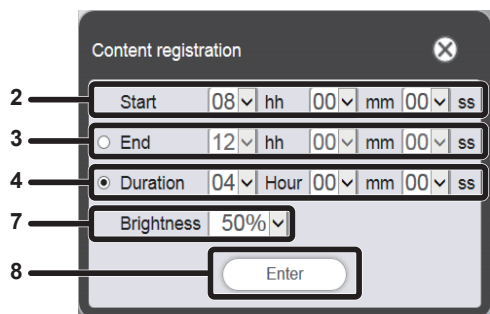 Content registration
2 Start 08 hh 00 mm 00 ss
3 End 12 hh 00 mm 00 ss
4 Duration 04 Hour 00 mm 00 ss
7 Brightness 50%
8 Enter